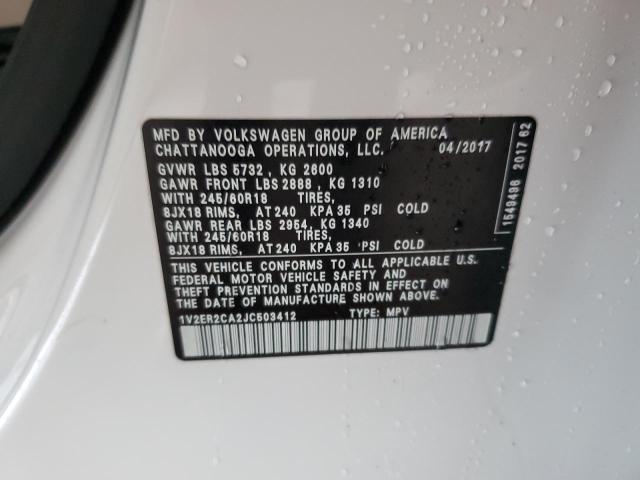 MFD BY VOLKSWAGEN GROUP OF AMERICA
CHATTANOOGA OPERATIONS, LLC. 04/2017
GVWR LBS 5732 , KG 2600
GAWR FRONT LBS 2888 , KG 1310
WITH 245/60R18 TIRES,
8JX18 RIMS, AT 240 KPA 35 PSI COLD
GAWR REAR LBS 2954, KG 1340
WITH 245/60R18 TIRES,
8JX18 RIMS, AT 240 KPA 35 PSI COLD
THIS VEHICLE CONFORMS TO ALL APPLICABLE U.S.
FEDERAL MOTOR VEHICLE SAFETY AND
THEFT PREVENTION STANDARDS IN EFFECT ON
THE DATE OF MANUFACTURE SHOWN ABOVE.
1V2ER2CA2JC503412 TYPE: MPV
1549496 2017 62